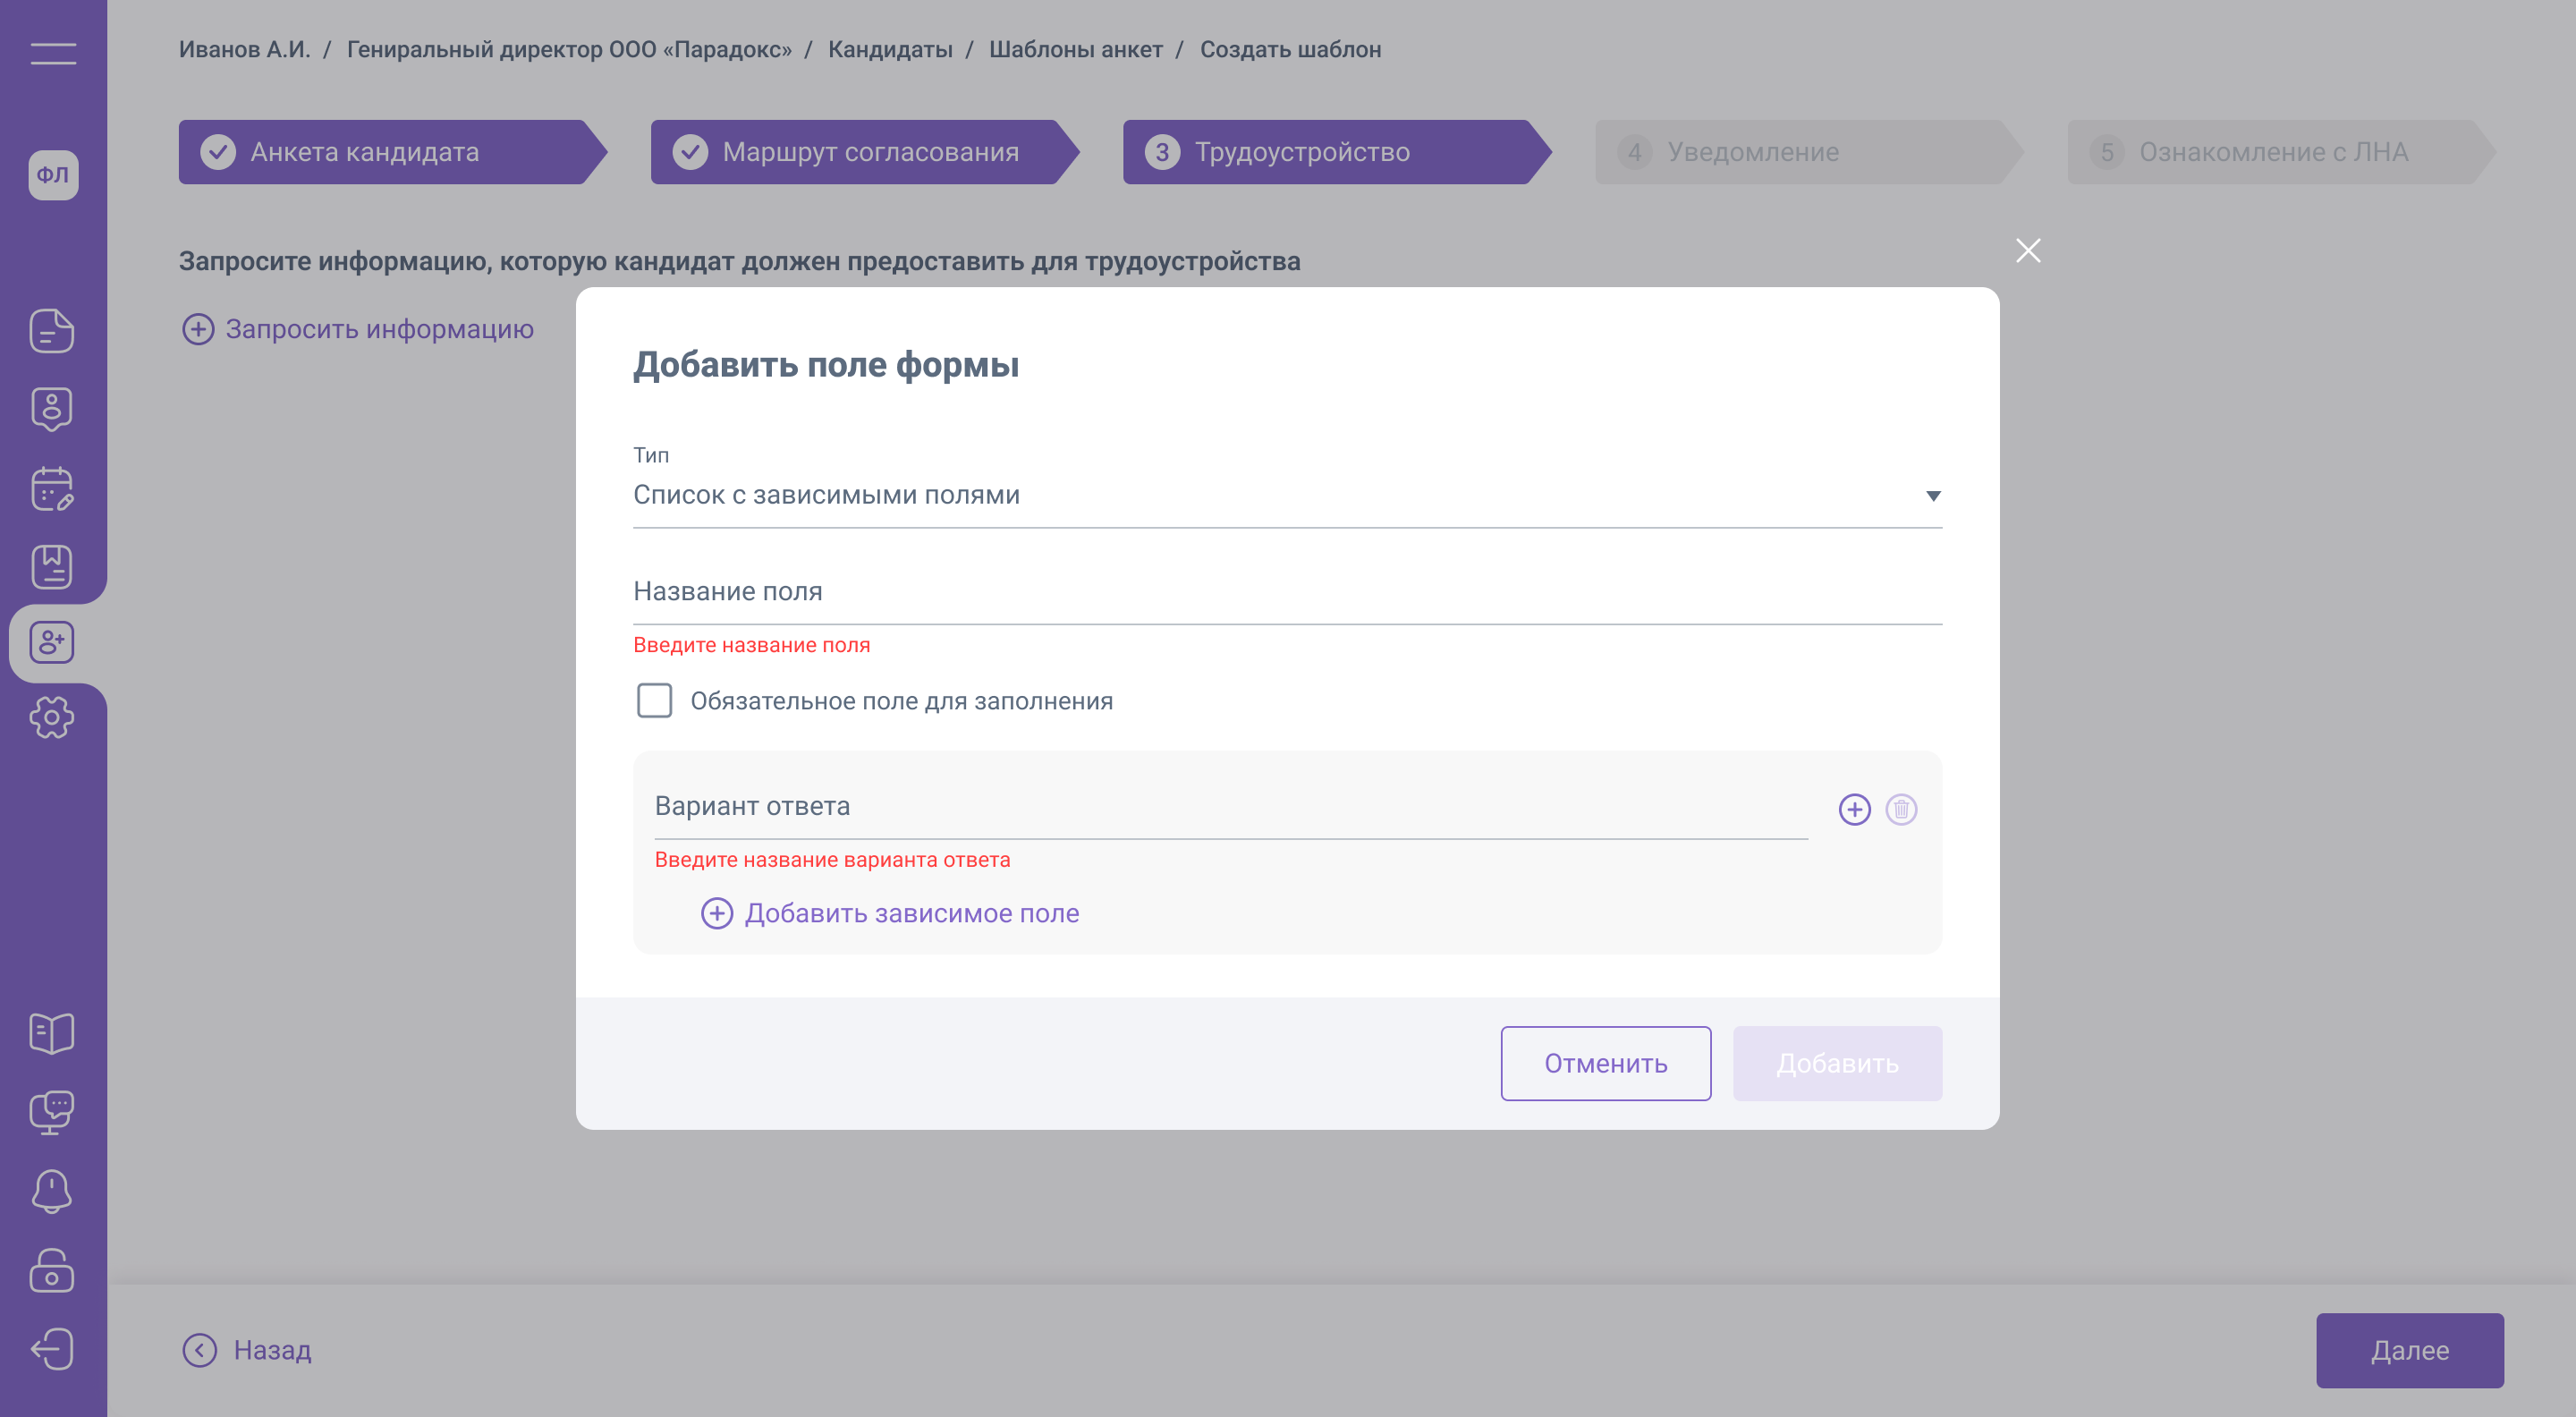 Иванов А.И. / Гениральный директор ООО «Парадокс» / Кандидаты / Шаблоны анкет / Создать шаблон
ФЛ
Анкета кандидата
Маршрут согласования
3 Трудоустройство
4 Уведомление
5 Ознакомление с ЛНА
Запросите информацию, которую кандидат должен предоставить для трудоустройства
Запросить информацию
Добавить поле формы
Тип
Список с зависимыми полями
Название поля
Введите название поля
Обязательное поле для заполнения
Вариант ответа
Введите название варианта ответа
Добавить зависимое поле
Отменить
Добавить
Назад
Далее